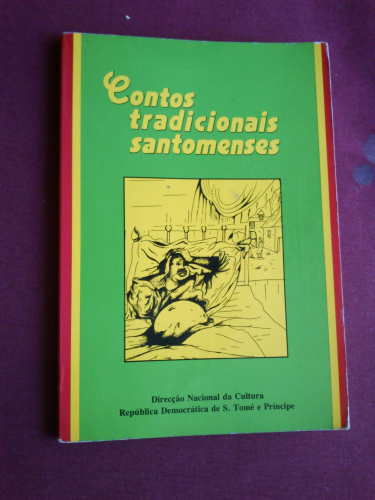 Contos
tradicionais
santomenses
Direcção Nacional da Cultura
República Democrática de S. Tomé e Príncipe